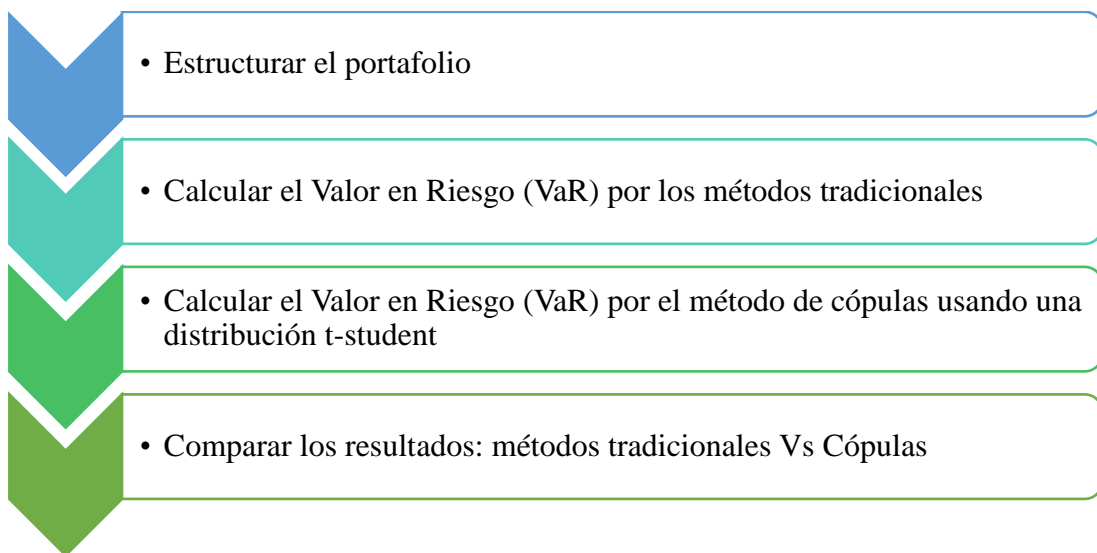 • Estructurar el portafolio
• Calcular el Valor en Riesgo (VaR) por los métodos tradicionales
• Calcular el Valor en Riesgo (VaR) por el método de cópulas usando una
distribución t-student
• Comparar los resultados: métodos tradicionales Vs Cópulas